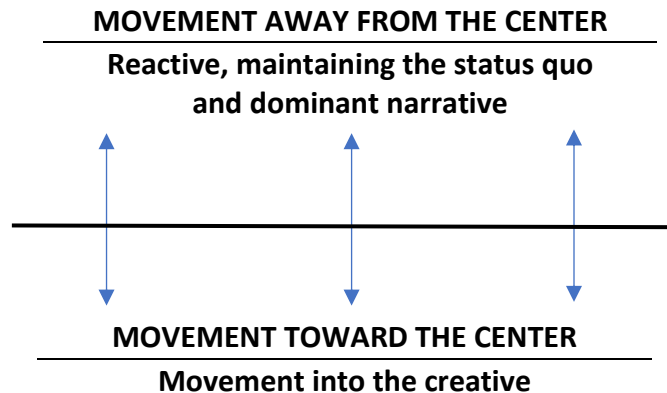 MOVEMENT AWAY FROM THE CENTER
Reactive, maintaining the status quo
and dominant narrative
MOVEMENT TOWARD THE CENTER
Movement into the creative